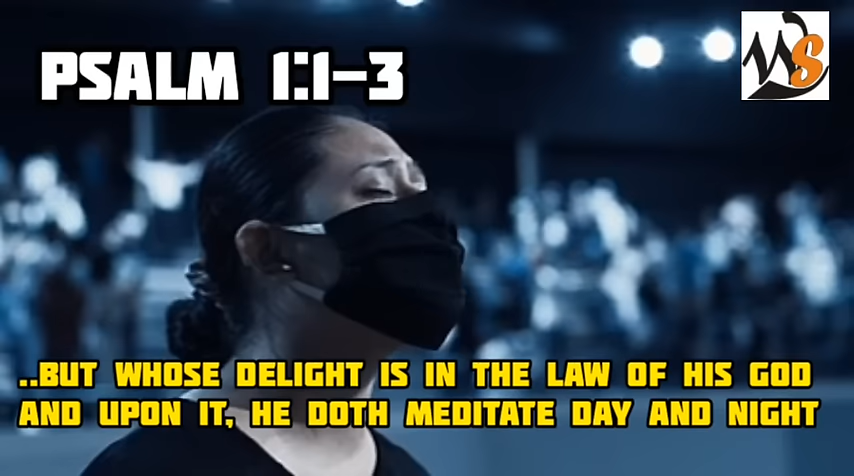 PSALM 1:1-3
MS
..BUT WHOSE DELIGHT IS IN THE LAW OF HIS GOD
AND UPON IT, HE DOTH MEDITATE DAY AND NIGHT